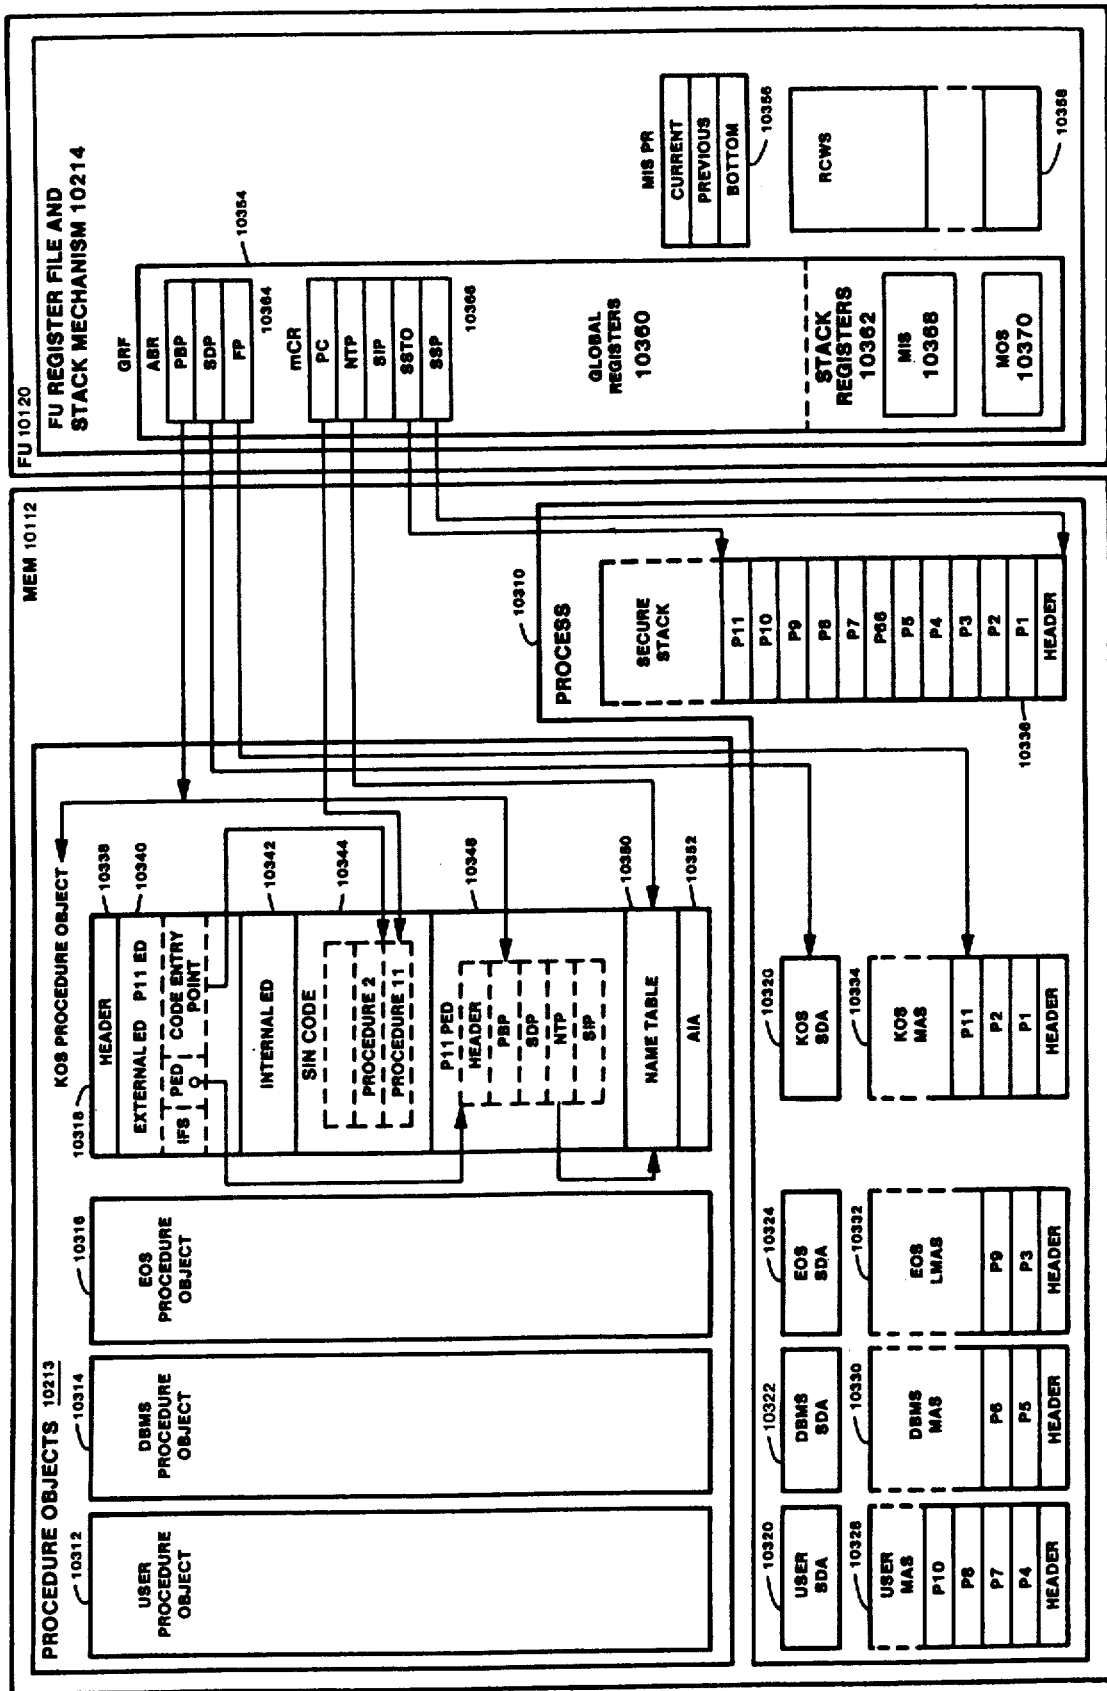 PROCEDURE OBJECTS 10213
MEM 10112
10312
USER
PROCEDURE
OBJECT
10314
DBMS
PROCEDURE
OBJECT
10316
EOS
PROCEDURE
OBJECT
10318
KOS PROCEDURE OBJECT
HEADER
10338
EXTERNAL ED P11 ED
10340
IFS PED CODE ENTRY
POINT
INTERNAL ED
10342
SIN CODE
10344
PROCEDURE 2
PROCEDURE 11
P11 PED
10348
HEADER
PBP
SDP
NTP
SIP
NAME TABLE
10350
AIA
10352
10320
USER
SDA
10322
DBMS
SDA
10324
EOS
SDA
10320
KOS
SDA
10328
USER
MAS
P10
P8
P7
P4
HEADER
10330
DBMS
MAS
P6
P5
HEADER
10332
EOS
LMAS
P9
P3
HEADER
10334
KOS
MAS
P11
P2
P1
HEADER
10310
PROCESS
SECURE
STACK
P11
P10
P9
P8
P7
P66
P5
P4
P3
P2
P1
HEADER
10336
FU 10120
FU REGISTER FILE AND
STACK MECHANISM 10214
GRF
10354
ABR
PBP
SDP
FP
10364
mCR
PC
NTP
SIP
SSTO
SSP
10366
GLOBAL
REGISTERS
10360
STACK
REGISTERS
10362
MIS
10368
MOS
10370
MIS PR
CURRENT
PREVIOUS
BOTTOM
10356
RCWS
10358